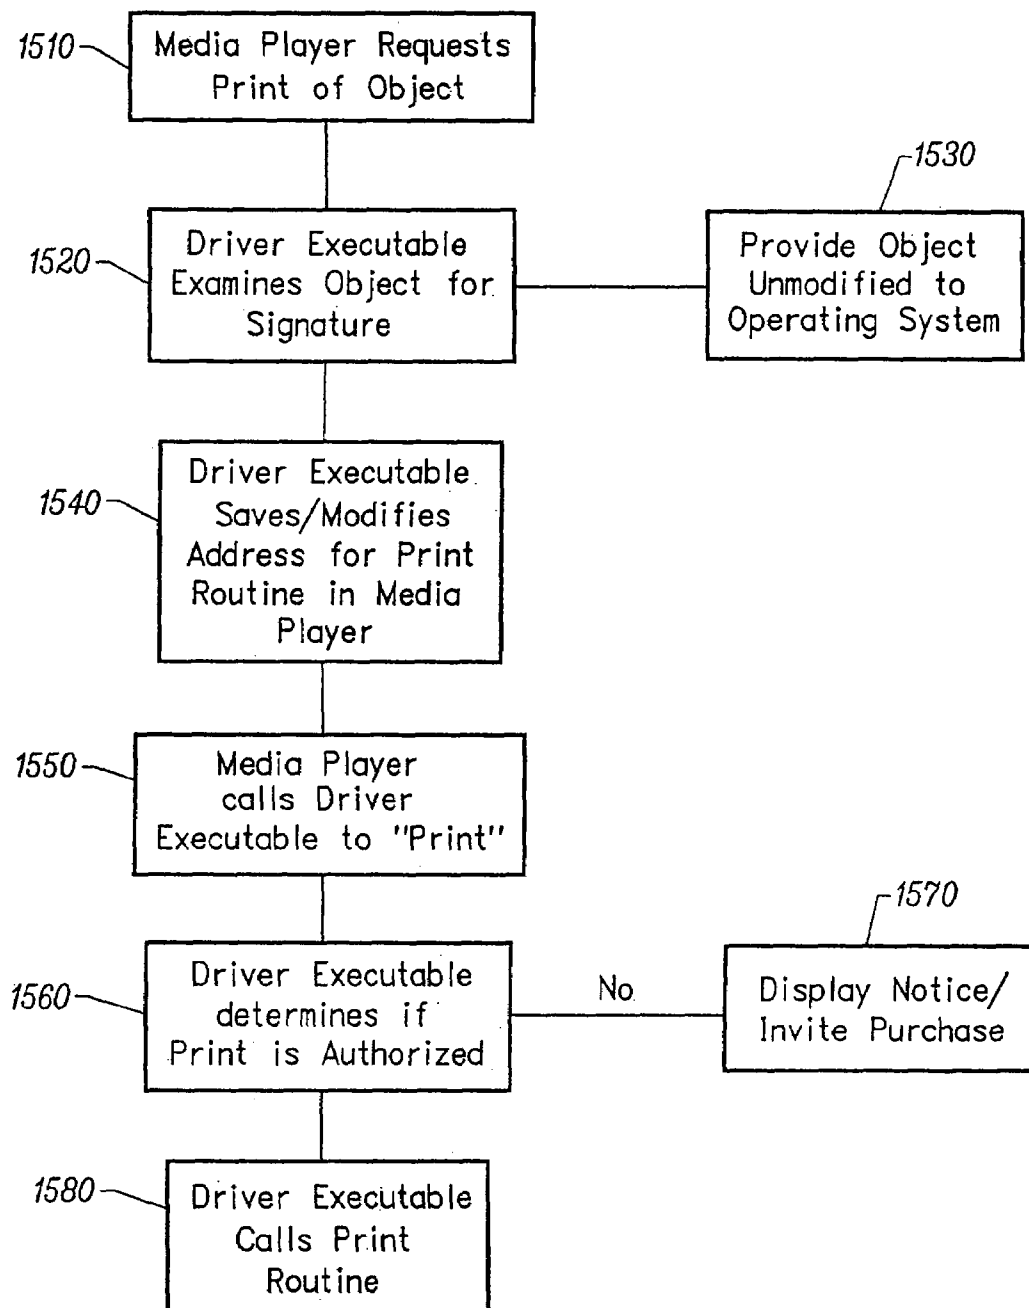 1510
Media Player Requests
Print of Object
1520
Driver Executable
Examines Object for
Signature
1530
Provide Object
Unmodified to
Operating System
1540
Driver Executable
Saves/Modifies
Address for Print
Routine in Media
Player
1550
Media Player
calls Driver
Executable to "Print"
1560
Driver Executable
determines if
Print is Authorized
No
1570
Display Notice/
Invite Purchase
1580
Driver Executable
Calls Print
Routine